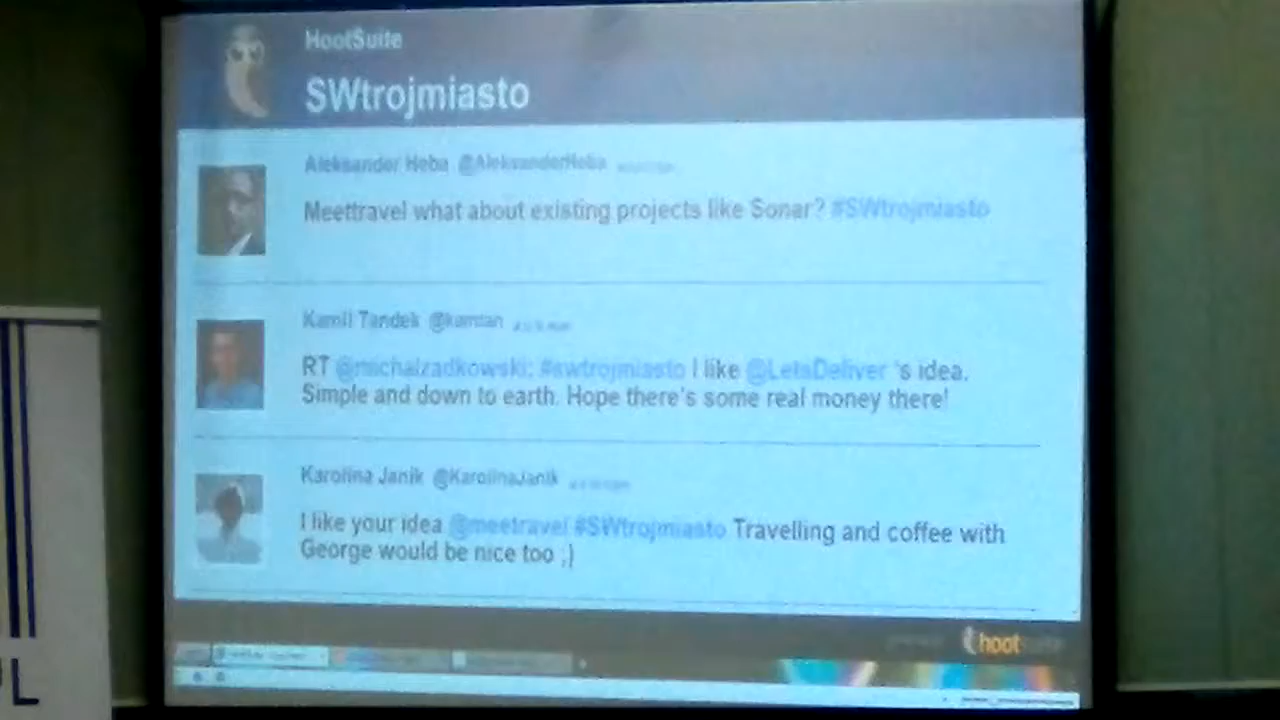 HootSuite
SWtrojmiasto
Aleksander Heba @AleksanderHeba
Meettravel what about existing projects like Sonar? #SWtrojmiasto
Kamil Tandek @kamtan
RT @michalzadkowski: #swtrojmiasto I like @LetsDeliver 's idea.
Simple and down to earth. Hope there's some real money there!
Karolina Janik @KarolinaJanik
I like your idea @meetravel #SWtrojmiasto Travelling and coffee with
George would be nice too ;)
hootsuite